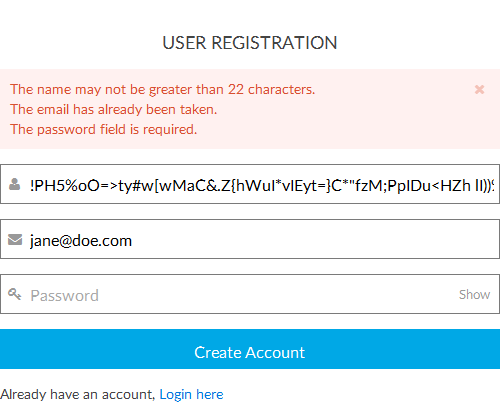 USER REGISTRATION
The name may not be greater than 22 characters.
The email has already been taken.
The password field is required.
!PH5%oO=>ty#w[wMaC&.Z{hWuI*vIEyt=}C*"fzM;PpIDu<HZh lI))%
jane@doe.com
Password Show
Create Account
Already have an account, Login here